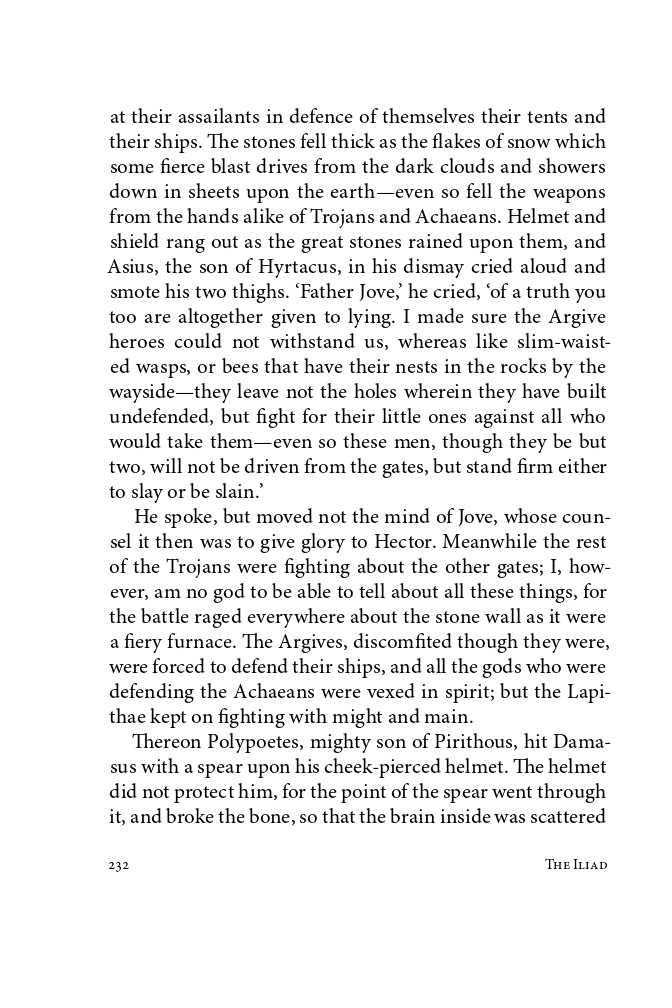 at their assailants in defence of themselves their tents and
their ships. The stones fell thick as the flakes of snow which
some fierce blast drives from the dark clouds and showers
down in sheets upon the earth—even so fell the weapons
from the hands alike of Trojans and Achaeans. Helmet and
shield rang out as the great stones rained upon them, and
Asius, the son of Hyrtacus, in his dismay cried aloud and
smote his two thighs. ‘Father Jove,’ he cried, ‘of a truth you
too are altogether given to lying. I made sure the Argive
heroes could not withstand us, whereas like slim-waist-
ed wasps, or bees that have their nests in the rocks by the
wayside—they leave not the holes wherein they have built
undefended, but fight for their little ones against all who
would take them—even so these men, though they be but
two, will not be driven from the gates, but stand firm either
to slay or be slain.’
He spoke, but moved not the mind of Jove, whose coun-
sel it then was to give glory to Hector. Meanwhile the rest
of the Trojans were fighting about the other gates; I, how-
ever, am no god to be able to tell about all these things, for
the battle raged everywhere about the stone wall as it were
a fiery furnace. The Argives, discomfited though they were,
were forced to defend their ships, and all the gods who were
defending the Achaeans were vexed in spirit; but the Lapi-
thae kept on fighting with might and main.
Thereon Polypoetes, mighty son of Pirithous, hit Dama-
sus with a spear upon his cheek-pierced helmet. The helmet
did not protect him, for the point of the spear went through
it, and broke the bone, so that the brain inside was scattered
232 The Iliad